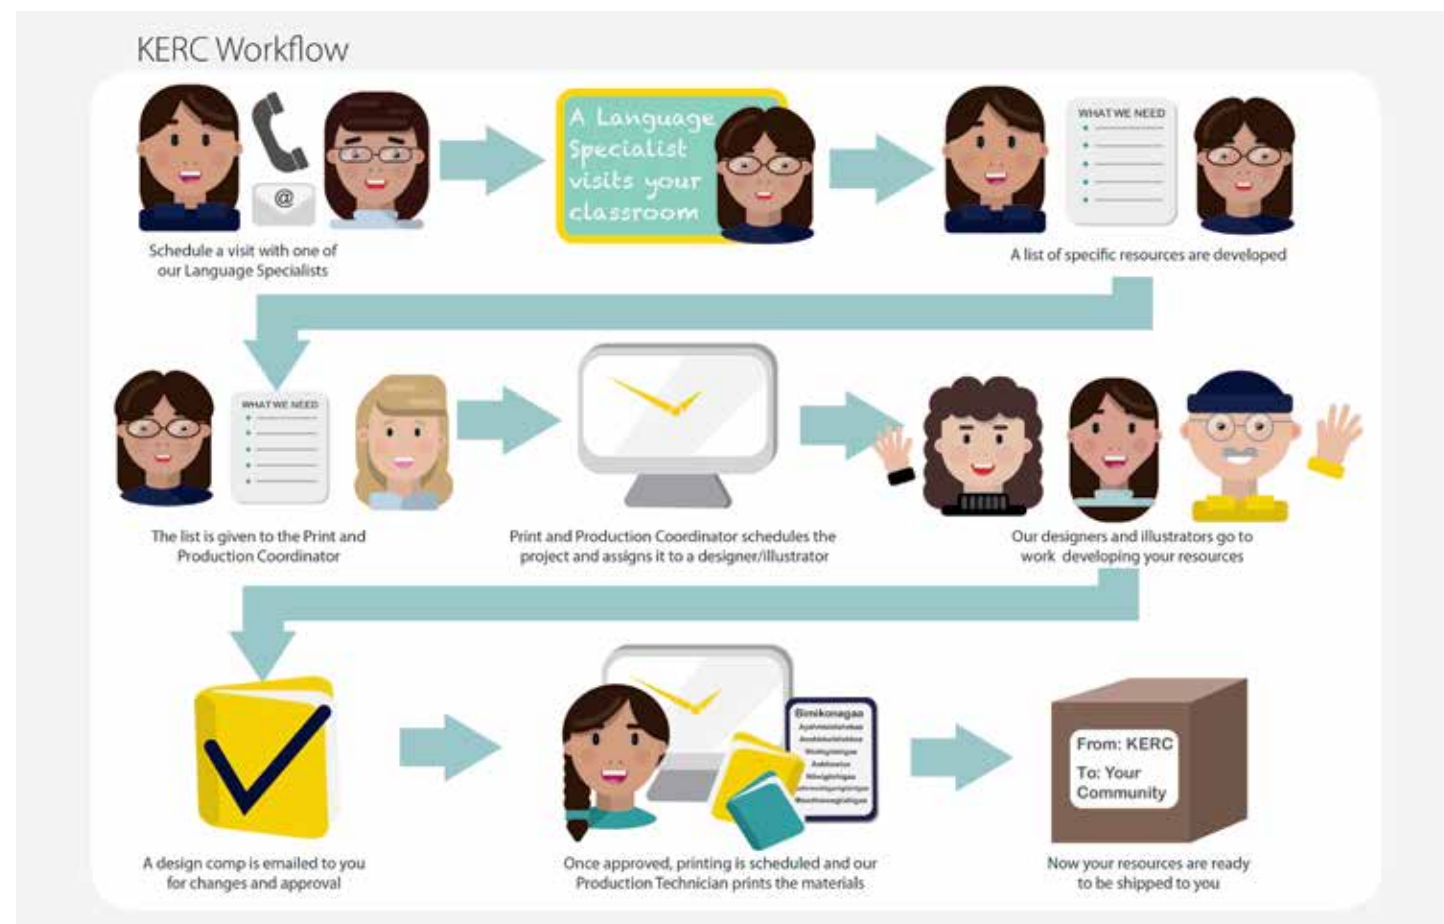 KERC Workflow
@
A Language
Specialist
visits your
classroom
WHAT WE NEED
Schedule a visit with one of
our Language Specialists
A list of specific resources are developed
WHAT WE NEED
The list is given to the Print and
Production Coordinator
Print and Production Coordinator schedules the
project and assigns it to a designer/illustrator
Our designers and illustrators go to
work developing your resources
Bimikonagaa
From: KERC
To: Your
Community
A design comp is emailed to you
for changes and approval
Once approved, printing is scheduled and our
Production Technician prints the materials
Now your resources are ready
to be shipped to you